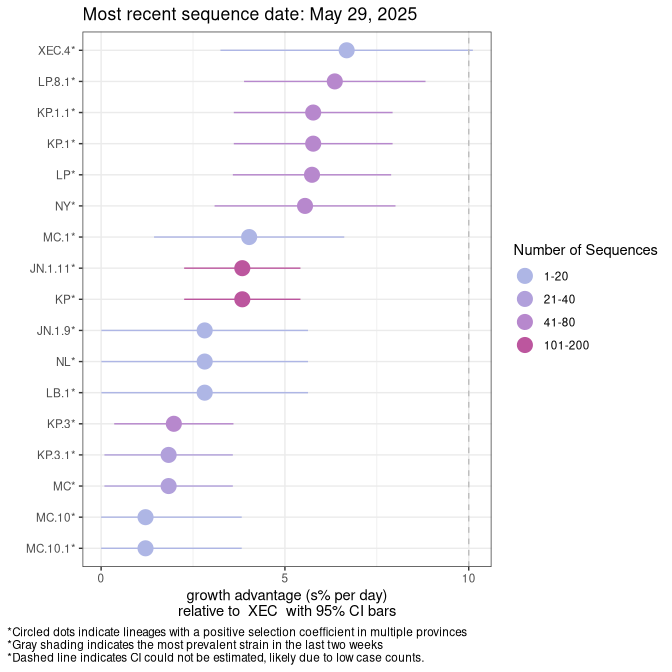 Most recent sequence date: May 29, 2025
XEC.4*
LP.8.1*
KP.1.1*
KP.1*
LP*
NY*
MC.1*
JN.1.11*
KP*
JN.1.9*
NL*
LB.1*
KP.3*
KP.3.1*
MC*
MC.10*
MC.10.1*
0 5 10
growth advantage (s% per day)
relative to XEC with 95% CI bars
Number of Sequences
1-20
21-40
41-80
101-200
*Circled dots indicate lineages with a positive selection coefficient in multiple provinces
*Gray shading indicates the most prevalent strain in the last two weeks
*Dashed line indicates CI could not be estimated, likely due to low case counts.